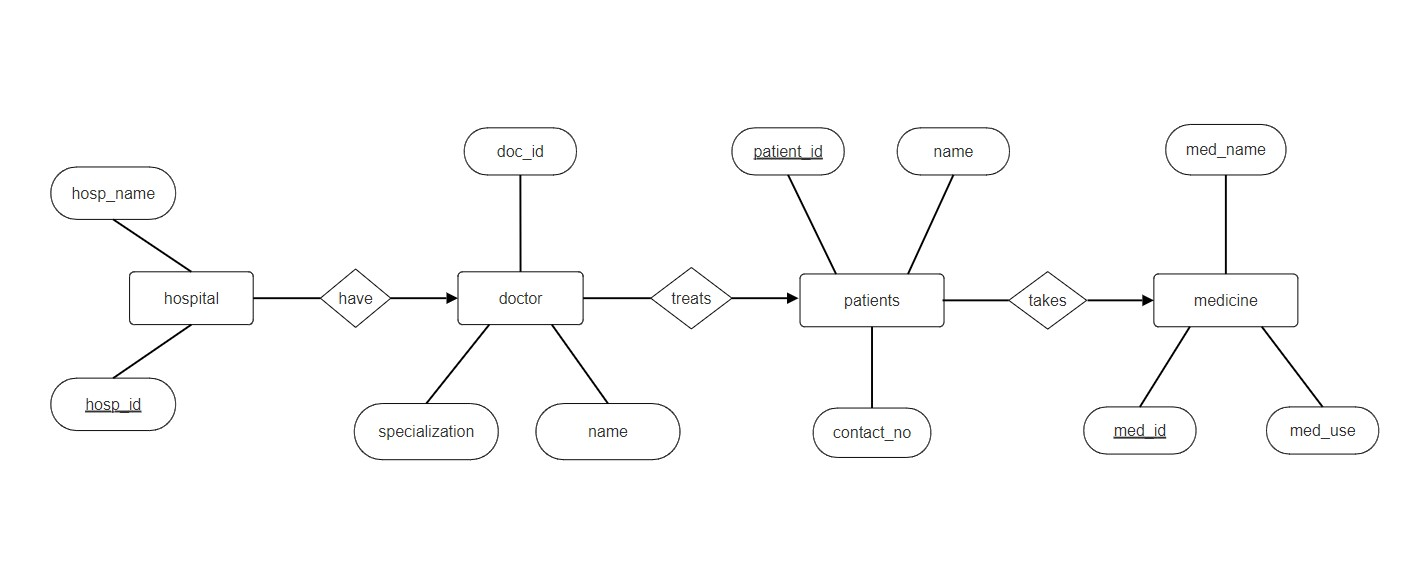 doc_id
patient_id
name
med_name
hosp_name
hospital
have
doctor
treats
patients
takes
medicine
hosp_id
specialization
name
contact_no
med_id
med_use